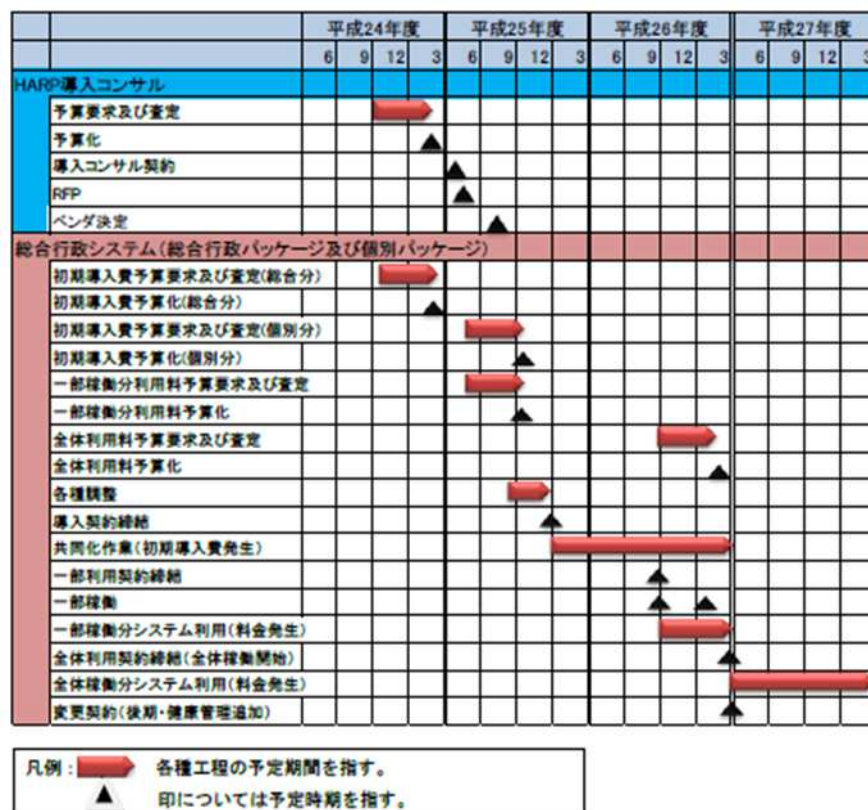 平成24年度 平成25年度 平成26年度 平成27年度
6 9 12 3 6 9 12 3 6 9 12 3 6 9 12 3
HARP導入コンサル
予算要求及び査定
予算化
導入コンサル契約
RFP
ベンダ決定
総合行政システム(総合行政パッケージ及び個別パッケージ)
初期導入費予算要求及び査定(総合分)
初期導入費予算化(総合分)
初期導入費予算要求及び査定(個別分)
初期導入費予算化(個別分)
一部稼働分利用料予算要求及び査定
一部稼働分利用料予算化
全体利用料予算要求及び査定
全体利用料予算化
各種調整
導入契約締結
共同化作業(初期導入費発生)
一部利用契約締結
一部稼働
一部稼働分システム利用(料金発生)
全体利用契約締結(全体稼働開始)
全体稼働分システム利用(料金発生)
変更契約(後期・健康管理追加)
凡例: 各種工程の予定期間を指す。
印については予定時期を指す。